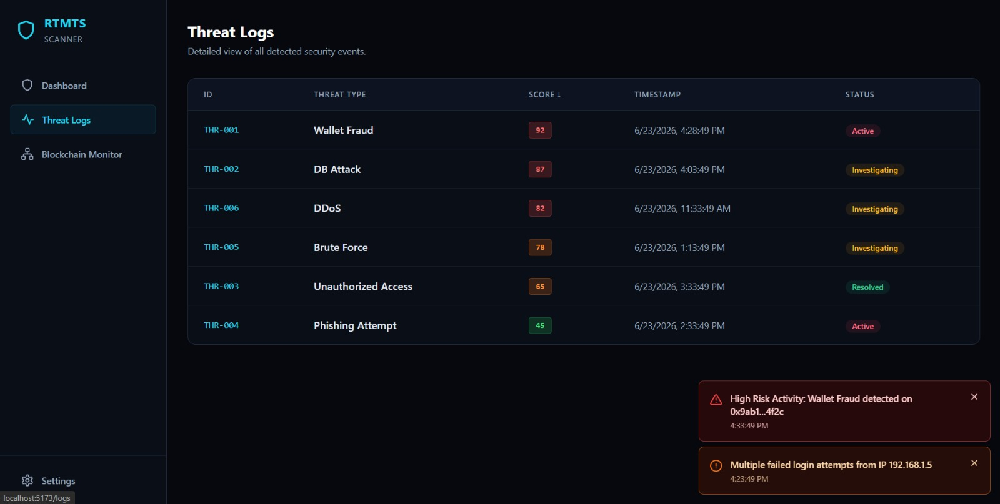 RTMTS
SCANNER
Dashboard
Threat Logs
Blockchain Monitor
Settings
localhost:5173/logs
Threat Logs
Detailed view of all detected security events.
ID THREAT TYPE SCORE ↓ TIMESTAMP STATUS
THR-001 Wallet Fraud 92 6/23/2026, 4:28:49 PM Active
THR-002 DB Attack 87 6/23/2026, 4:03:49 PM Investigating
THR-006 DDoS 82 6/23/2026, 11:33:49 AM Investigating
THR-005 Brute Force 78 6/23/2026, 1:13:49 PM Investigating
THR-003 Unauthorized Access 65 6/23/2026, 3:33:49 PM Resolved
THR-004 Phishing Attempt 45 6/23/2026, 2:33:49 PM Active
High Risk Activity: Wallet Fraud detected on
0x9ab1...4f2c
4:33:49 PM
Multiple failed login attempts from IP 192.168.1.5
4:23:49 PM